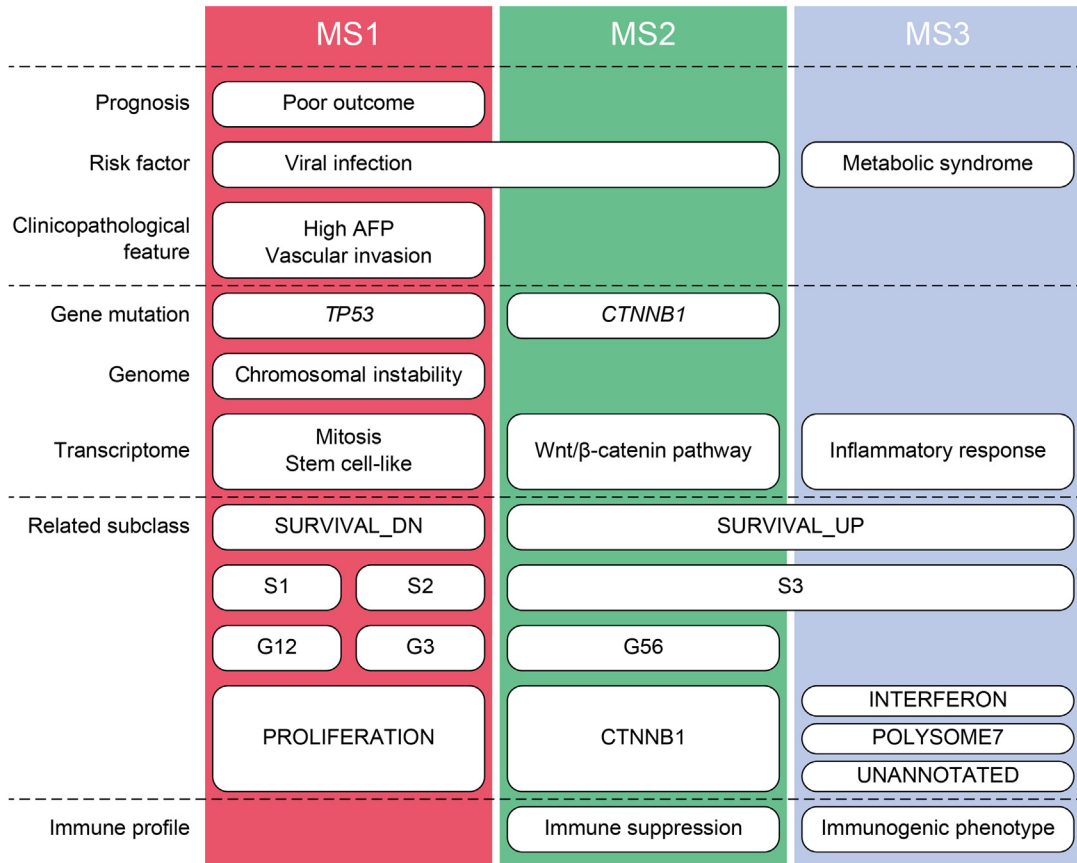 MS1 MS2 MS3
Prognosis Poor outcome
Risk factor Viral infection Metabolic syndrome
Clinicopathological
feature
High AFP
Vascular invasion
Gene mutation TP53 CTNNB1
Genome Chromosomal instability
Transcriptome
Mitosis
Stem cell-like
Wnt/β-catenin pathway
Inflammatory response
Related subclass SURVIVAL_DN SURVIVAL_UP
S1 S2 S3
G12 G3 G56
PROLIFERATION CTNNB1
INTERFERON
POLYSOME7
UNANNOTATED
Immune profile Immune suppression Immunogenic phenotype